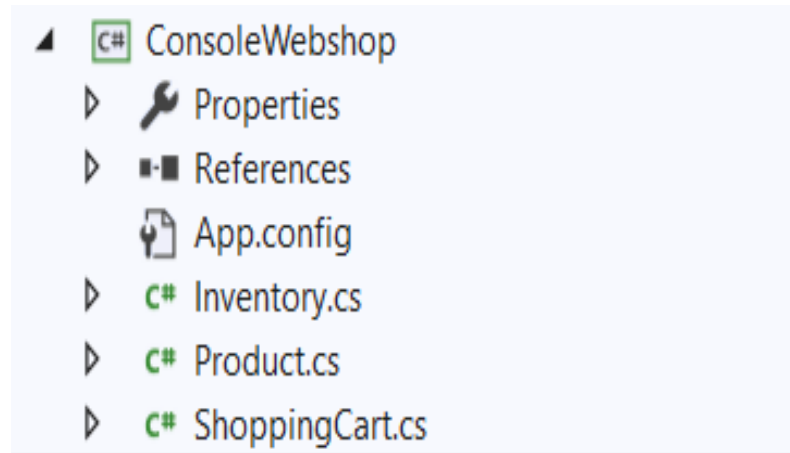 C# ConsoleWebshop
Properties
References
App.config
C# Inventory.cs
C# Product.cs
C# ShoppingCart.cs